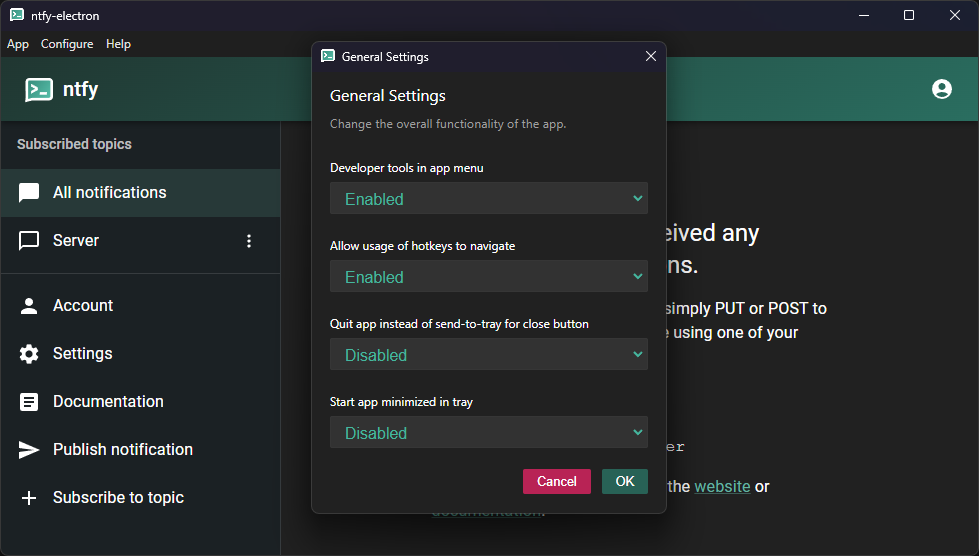 ntfy-electron
App Configure Help
ntfy
Subscribed topics
All notifications
Server
Account
Settings
Documentation
Publish notification
Subscribe to topic
General Settings
General Settings
Change the overall functionality of the app.
Developer tools in app menu
Enabled
Allow usage of hotkeys to navigate
Enabled
Quit app instead of send-to-tray for close button
Disabled
Start app minimized in tray
Disabled
Cancel OK
any
simply PUT or POST to
using one of your
the website or
documentation.